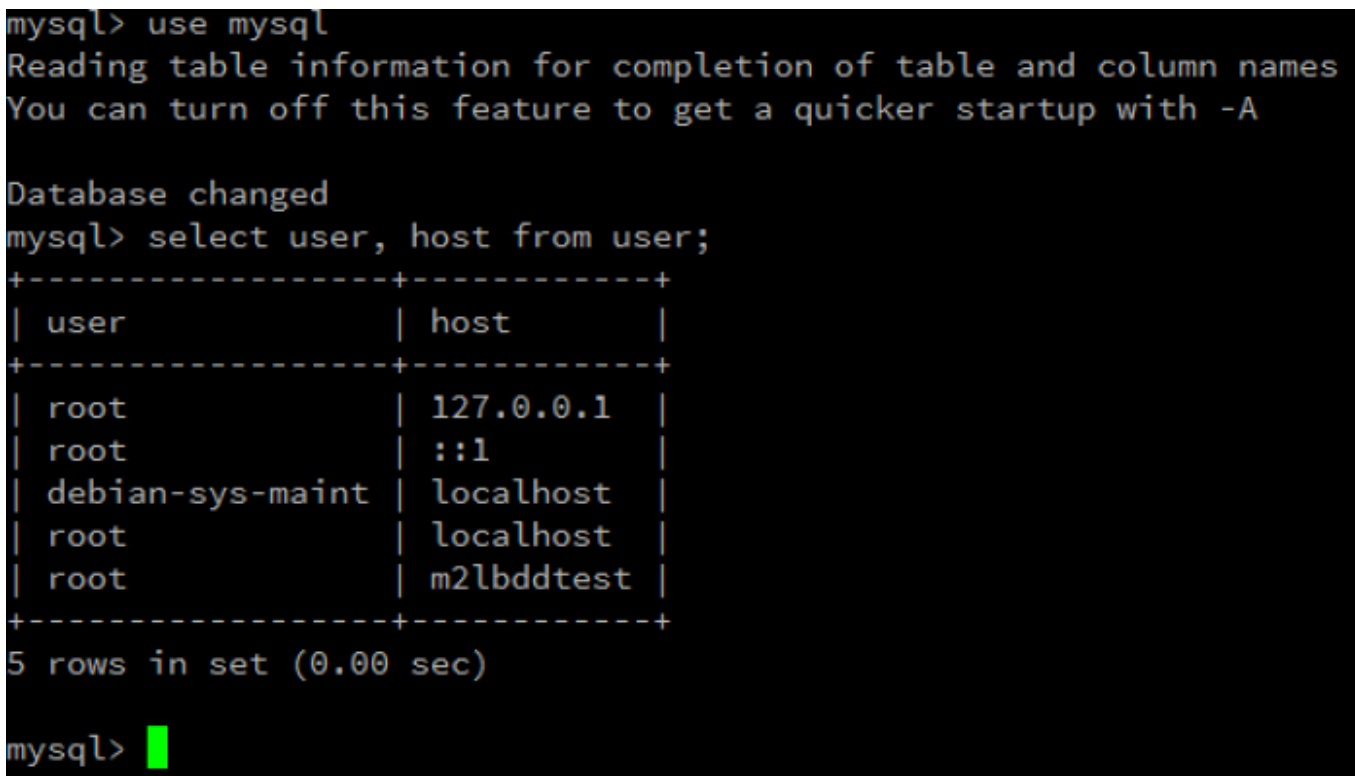 mysql> use mysql
Reading table information for completion of table and column names
You can turn off this feature to get a quicker startup with -A
Database changed
mysql> select user, host from user;
+------------------+------------+
| user             | host       |
+------------------+------------+
| root             | 127.0.0.1  |
| root             | ::1        |
| debian-sys-maint | localhost  |
| root             | localhost  |
| root             | m2lbddtest |
+------------------+------------+
5 rows in set (0.00 sec)
mysql>